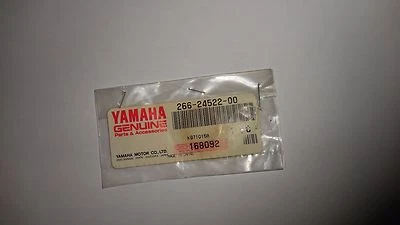 YAMAHA
GENUINE
Parts & Accessories
266-24522-00
168092
YAMAHA MOTOR CO., LTD.